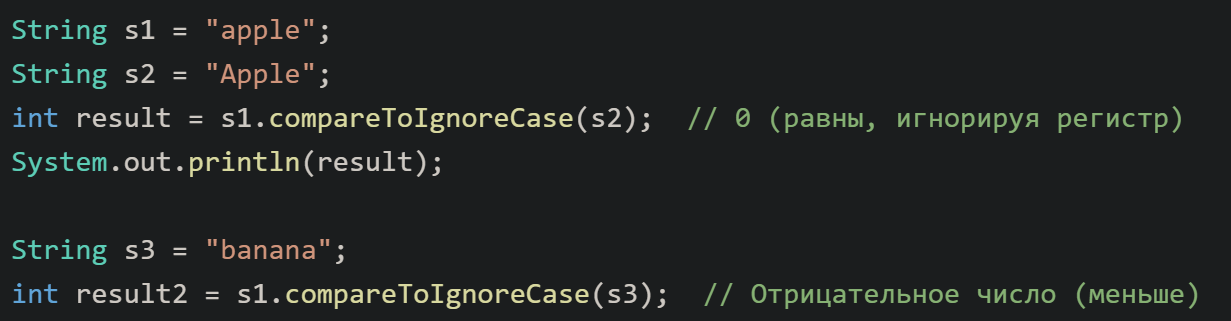 String s1 = "apple";
String s2 = "Apple";
int result = s1.compareToIgnoreCase(s2);  // 0 (равны, игнорируя регистр)
System.out.println(result);
String s3 = "banana";
int result2 = s1.compareToIgnoreCase(s3);  // Отрицательное число (меньше)